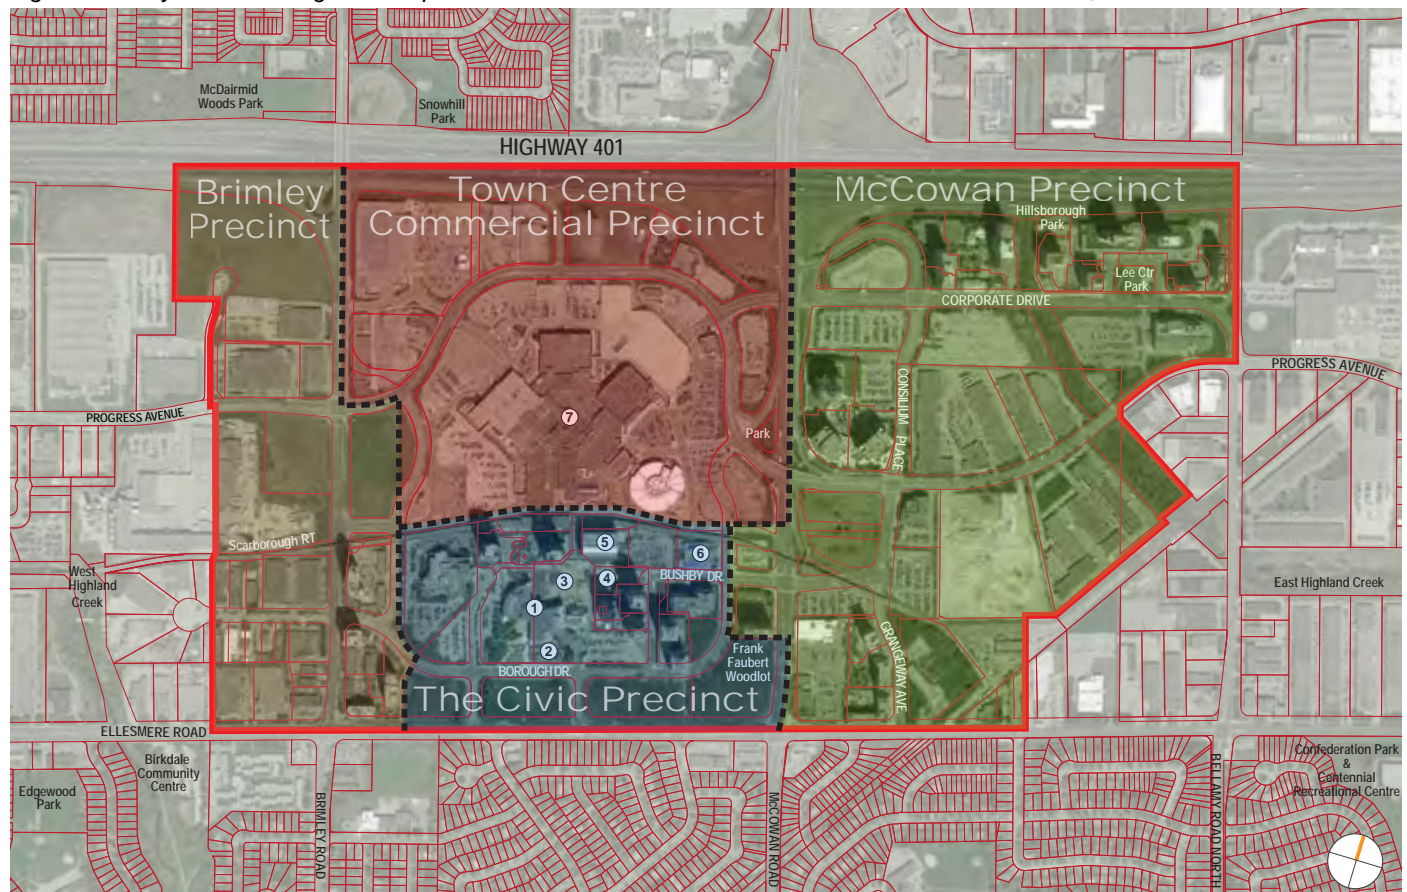 McDairmid
Woods Park
Snowhill
Park
HIGHWAY 401
Brimley
Precinct
Town Centre
Commercial Precinct
McCowan Precinct
Hillsborough
Park
Lee Ctr
Park
CORPORATE DRIVE
PROGRESS AVENUE
CONSILIUM PLACE
PROGRESS AVENUE
7
Park
Scarborough RT
5
6
West
Highland
Creek
3
4
BUSHBY DR.
East Highland Creek
1
2
Frank
Faubert
Woodlot
GRANGEWAY AVE.
BOROUGH DR.
The Civic Precinct
ELLESMERE ROAD
Birkdale
Community
Centre
Edgewood
Park
BRIMLEY ROAD
McCOWAN ROAD
BELLAMY ROAD NORTH
Confederation Park
&
Centennial
Recreational Centre